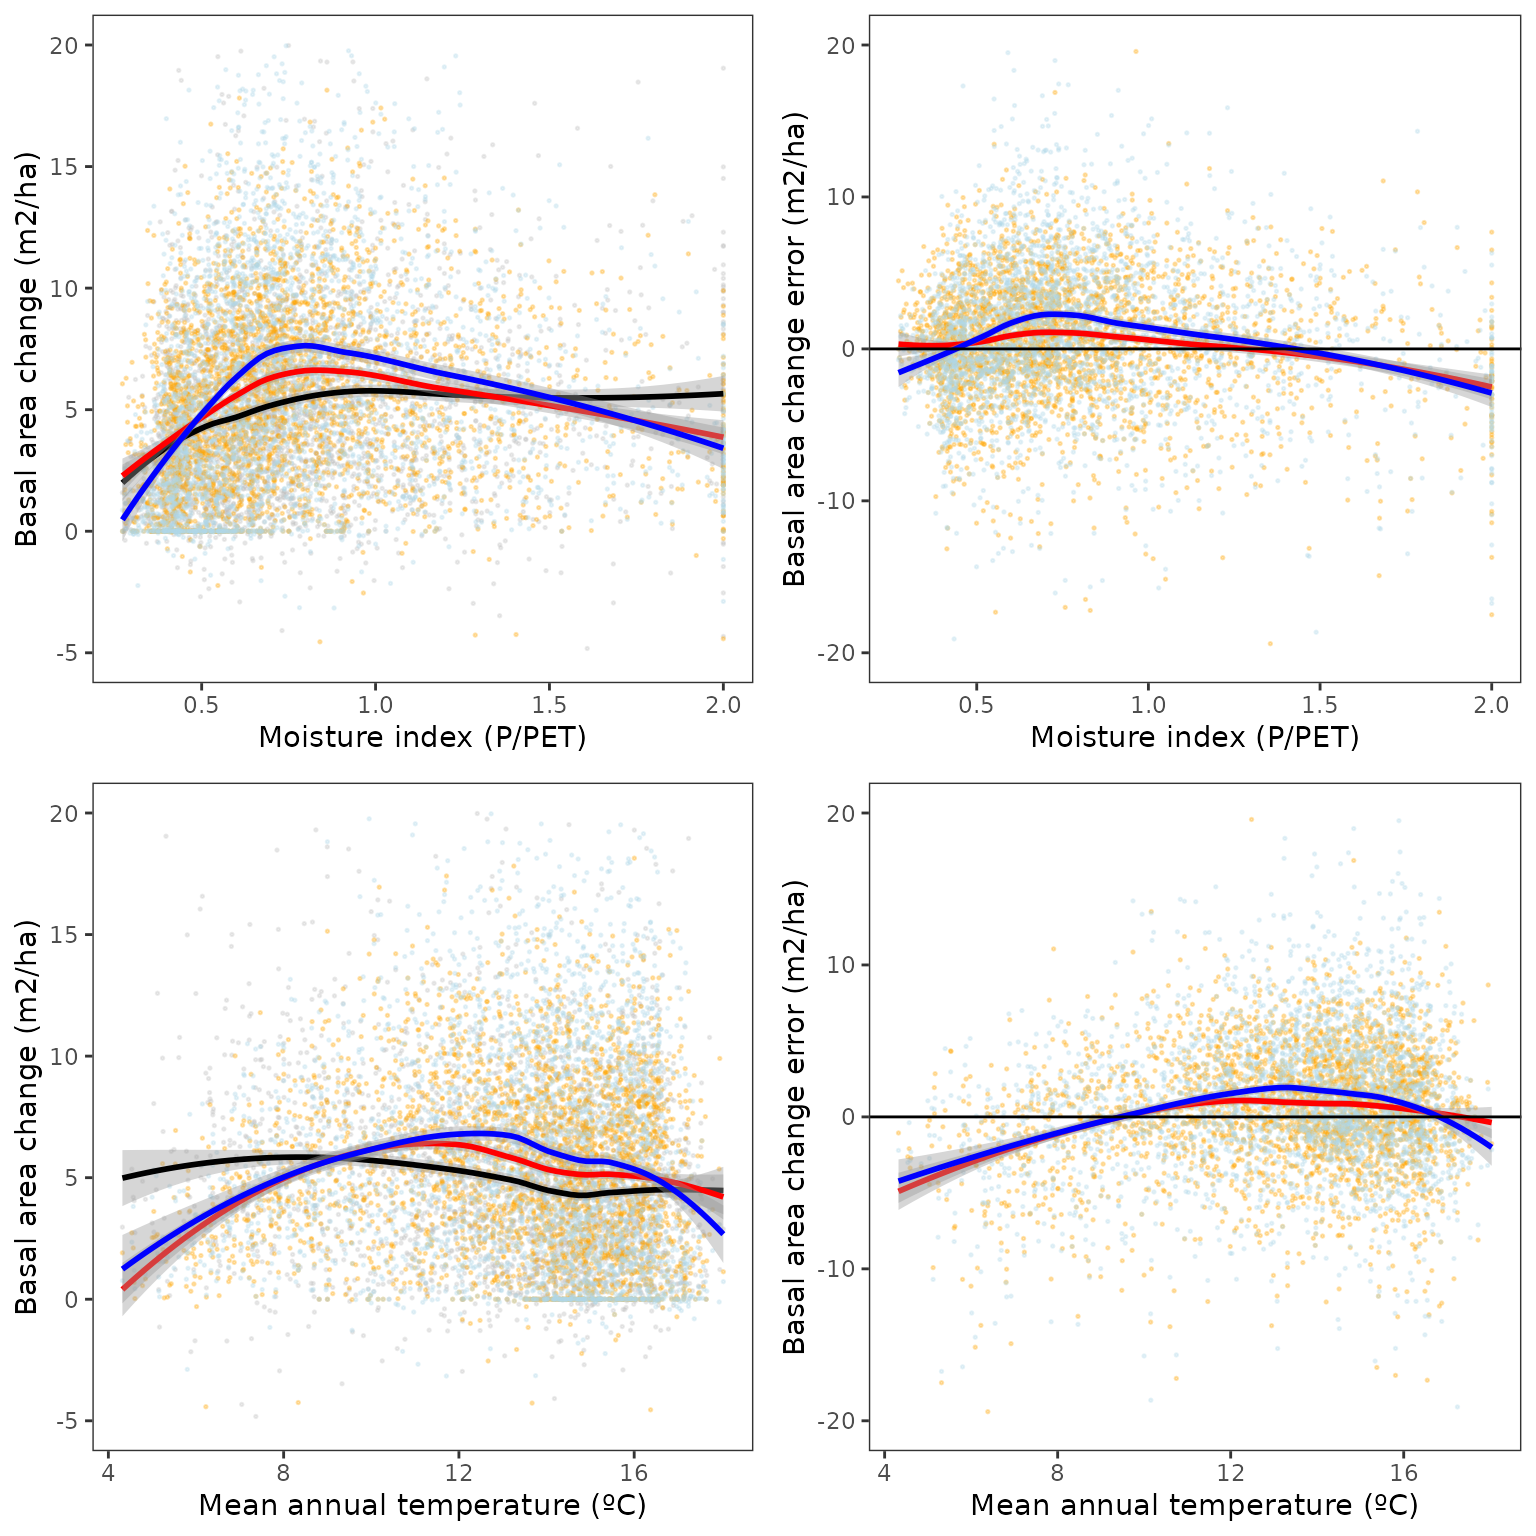 Basal area change (m2/ha)
20
15
10
5
0
-5
0.5 1.0 1.5 2.0
Moisture index (P/PET)
Basal area change error (m2/ha)
20
10
0
-10
-20
0.5 1.0 1.5 2.0
Moisture index (P/PET)
Basal area change (m2/ha)
20
15
10
5
0
-5
4 8 12 16
Mean annual temperature (ºC)
Basal area change error (m2/ha)
20
10
0
-10
-20
4 8 12 16
Mean annual temperature (ºC)